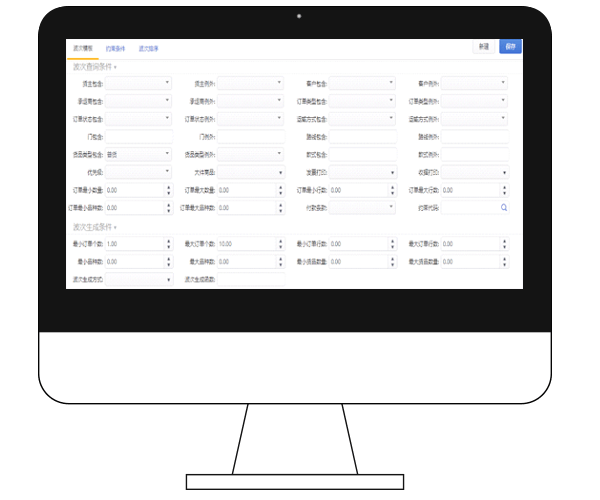 波次模板 约束条件 波次指导 新建 保存
波次查询条件
货主包含: 货主例外: 客户包含: 客户例外:
承运商包含: 承运商例外: 订单类型包含: 订单类型例外:
订单状态包含: 订单状态例外: 运输方式包含: 运输方式例外:
门包含: 门例外: 路线包含: 路线例外:
货品类型包含: 货品类型例外: 款式包含: 款式例外:
优先级: 大件商品: 发票打印: 收据打印:
订单最小数量: 0.00 订单最大数量: 0.00 订单最小行数: 0.00 订单最大行数: 0.00
订单最小品种数: 0.00 订单最大品种数: 0.00 付款条款: 约束代码:
波次生成条件
最小订单个数: 1.00 最大订单个数: 10.00 最小订单行数: 0.00 最大订单行数: 0.00
最小品种数: 0.00 最大品种数: 0.00 最小货品数量: 0.00 最大货品数量: 0.00
波次生成方式: 波次生成函数: